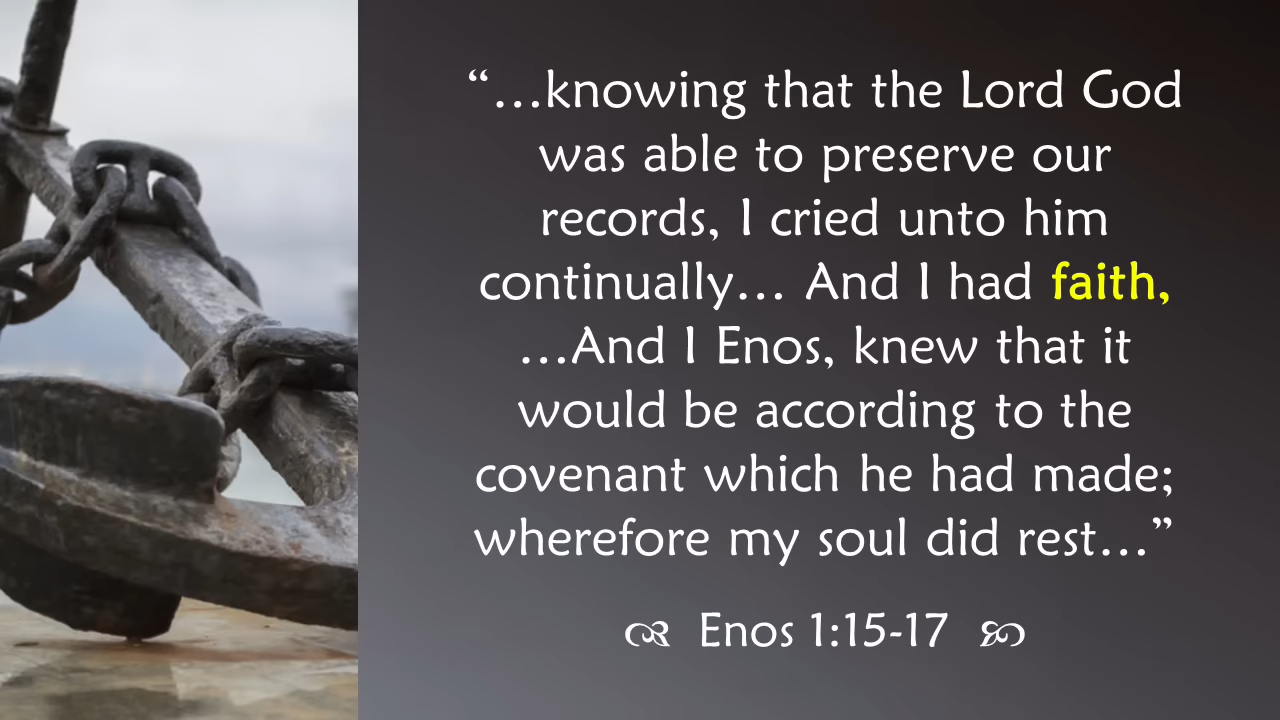 “…knowing that the Lord God
was able to preserve our
records, I cried unto him
continually… And I had faith,
…And I Enos, knew that it
would be according to the
covenant which he had made;
wherefore my soul did rest…”
Enos 1:15-17